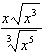 x√x³ / ∛x⁵